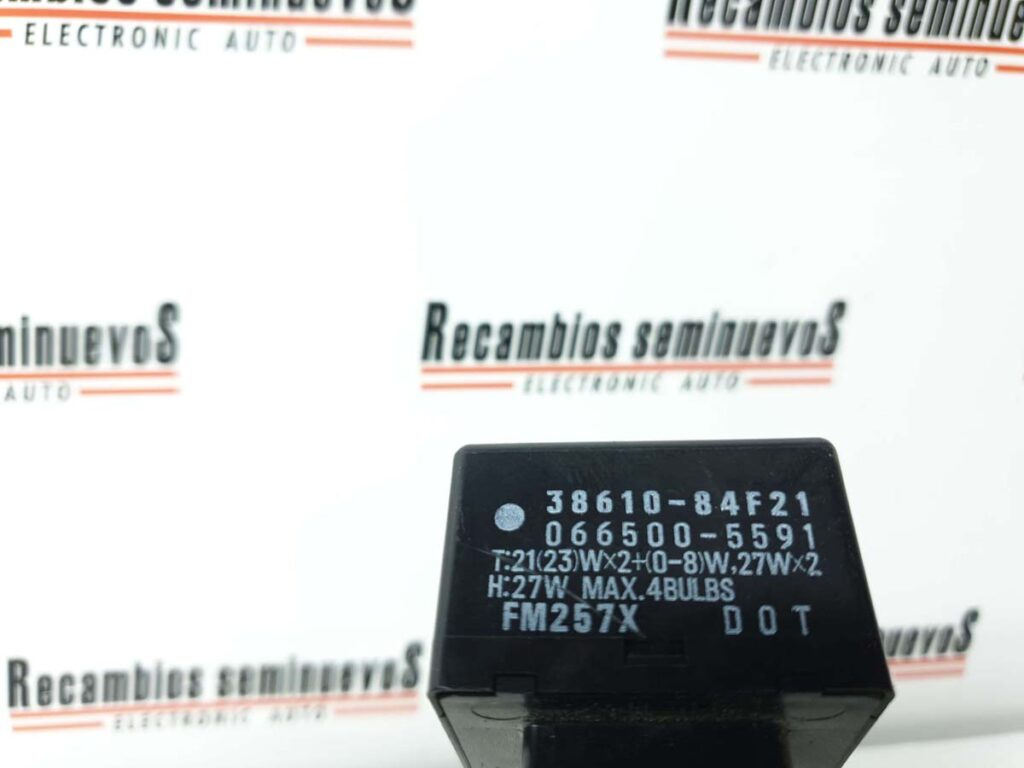 Recambios seminuevoS
ELECTRONIC AUTO
Recambios seminuevoS
ELECTRONIC AUTO
minuevoS
AUTO
Recambios seminuevoS
ELECTRONIC AUTO
38610-84F21
066500-5591
T:21(23)W×2+(0-8)W,27W×2
H:27W MAX.4BULBS
FM257X DOT
Recambios seminuevoS
ELECTRONIC AUTO